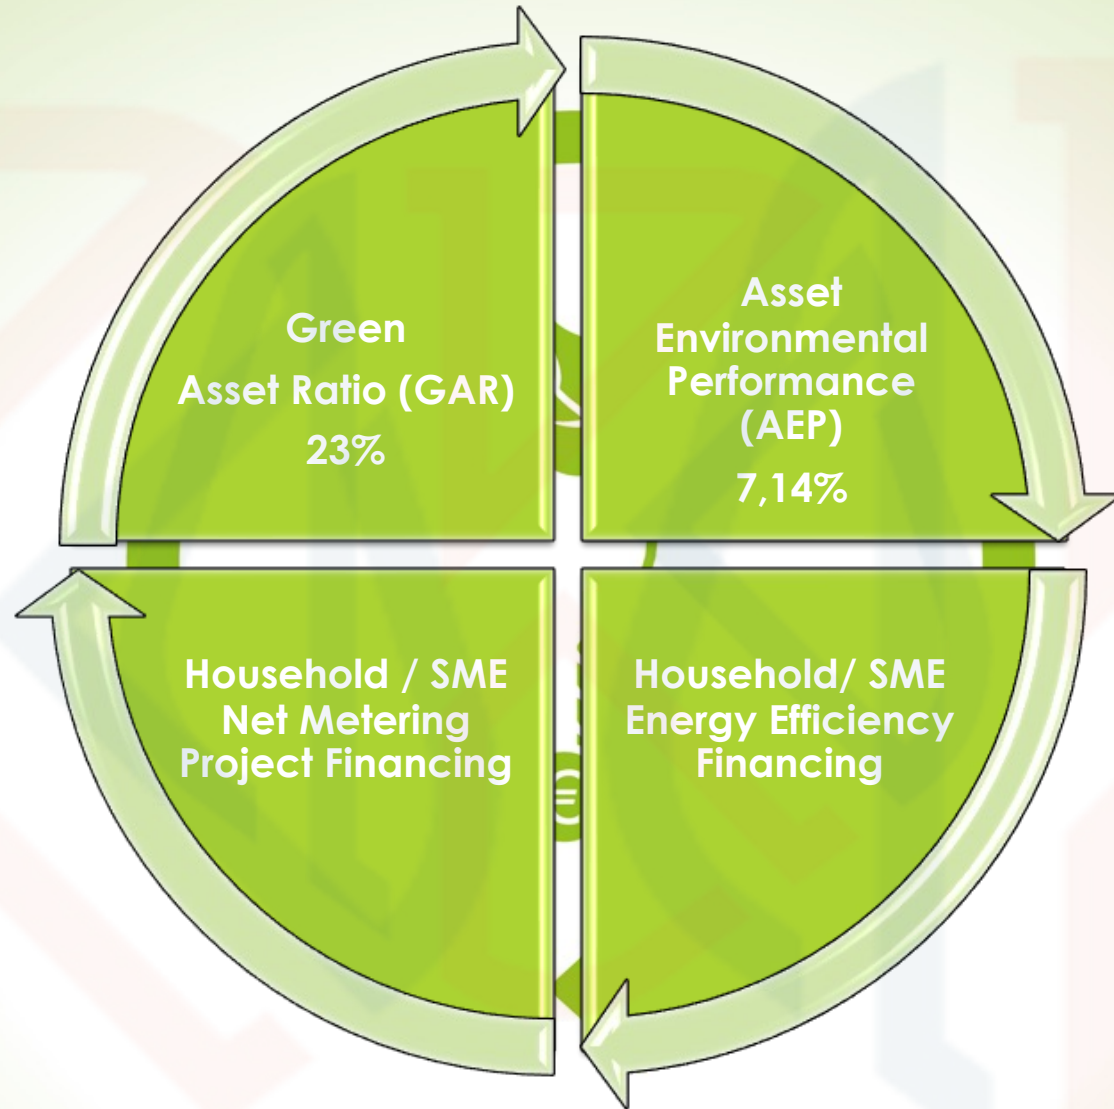 Green
Asset Ratio (GAR)
23%
Asset
Environmental
Performance
(AEP)
7,14%
Household / SME
Net Metering
Project Financing
Household/ SME
Energy Efficiency
Financing